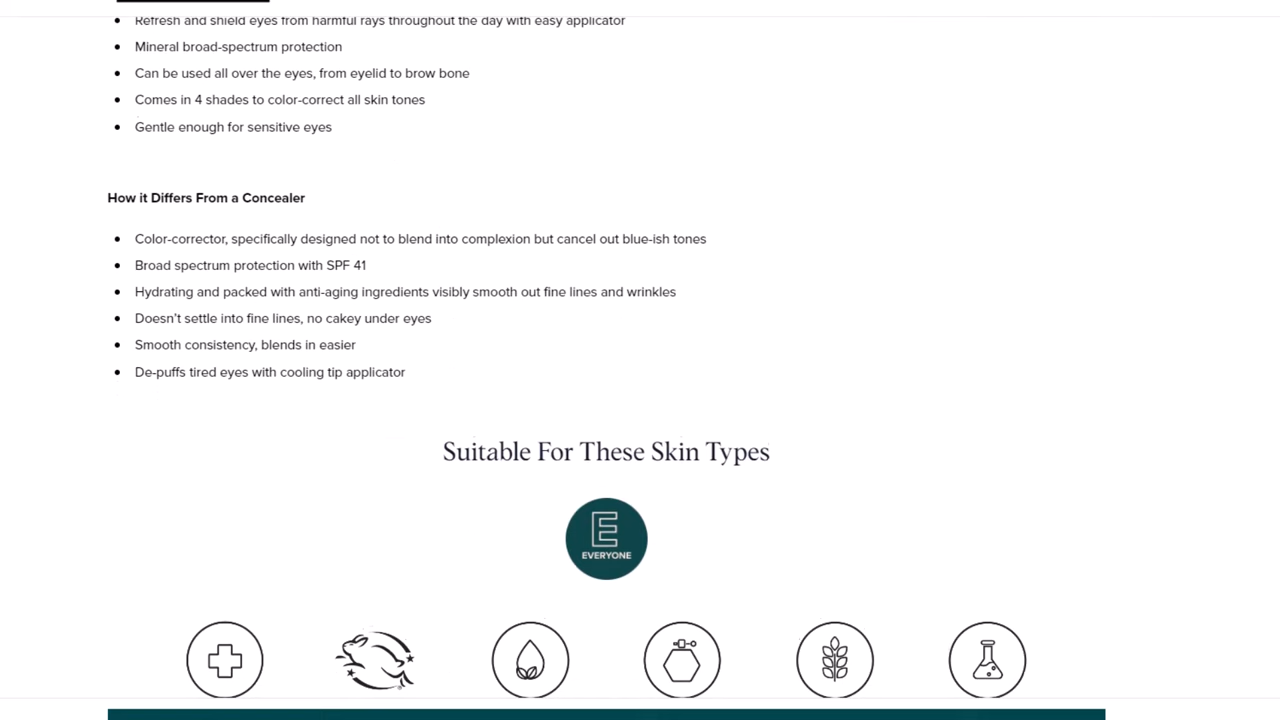 Refresh and shield eyes from harmful rays throughout the day with easy applicator
Mineral broad-spectrum protection
Can be used all over the eyes, from eyelid to brow bone
Comes in 4 shades to color-correct all skin tones
Gentle enough for sensitive eyes
How it Differs From a Concealer
Color-corrector, specifically designed not to blend into complexion but cancel out blue-ish tones
Broad spectrum protection with SPF 41
Hydrating and packed with anti-aging ingredients visibly smooth out fine lines and wrinkles
Doesn't settle into fine lines, no cakey under eyes
Smooth consistency, blends in easier
De-puffs tired eyes with cooling tip applicator
Suitable For These Skin Types
E
EVERYONE